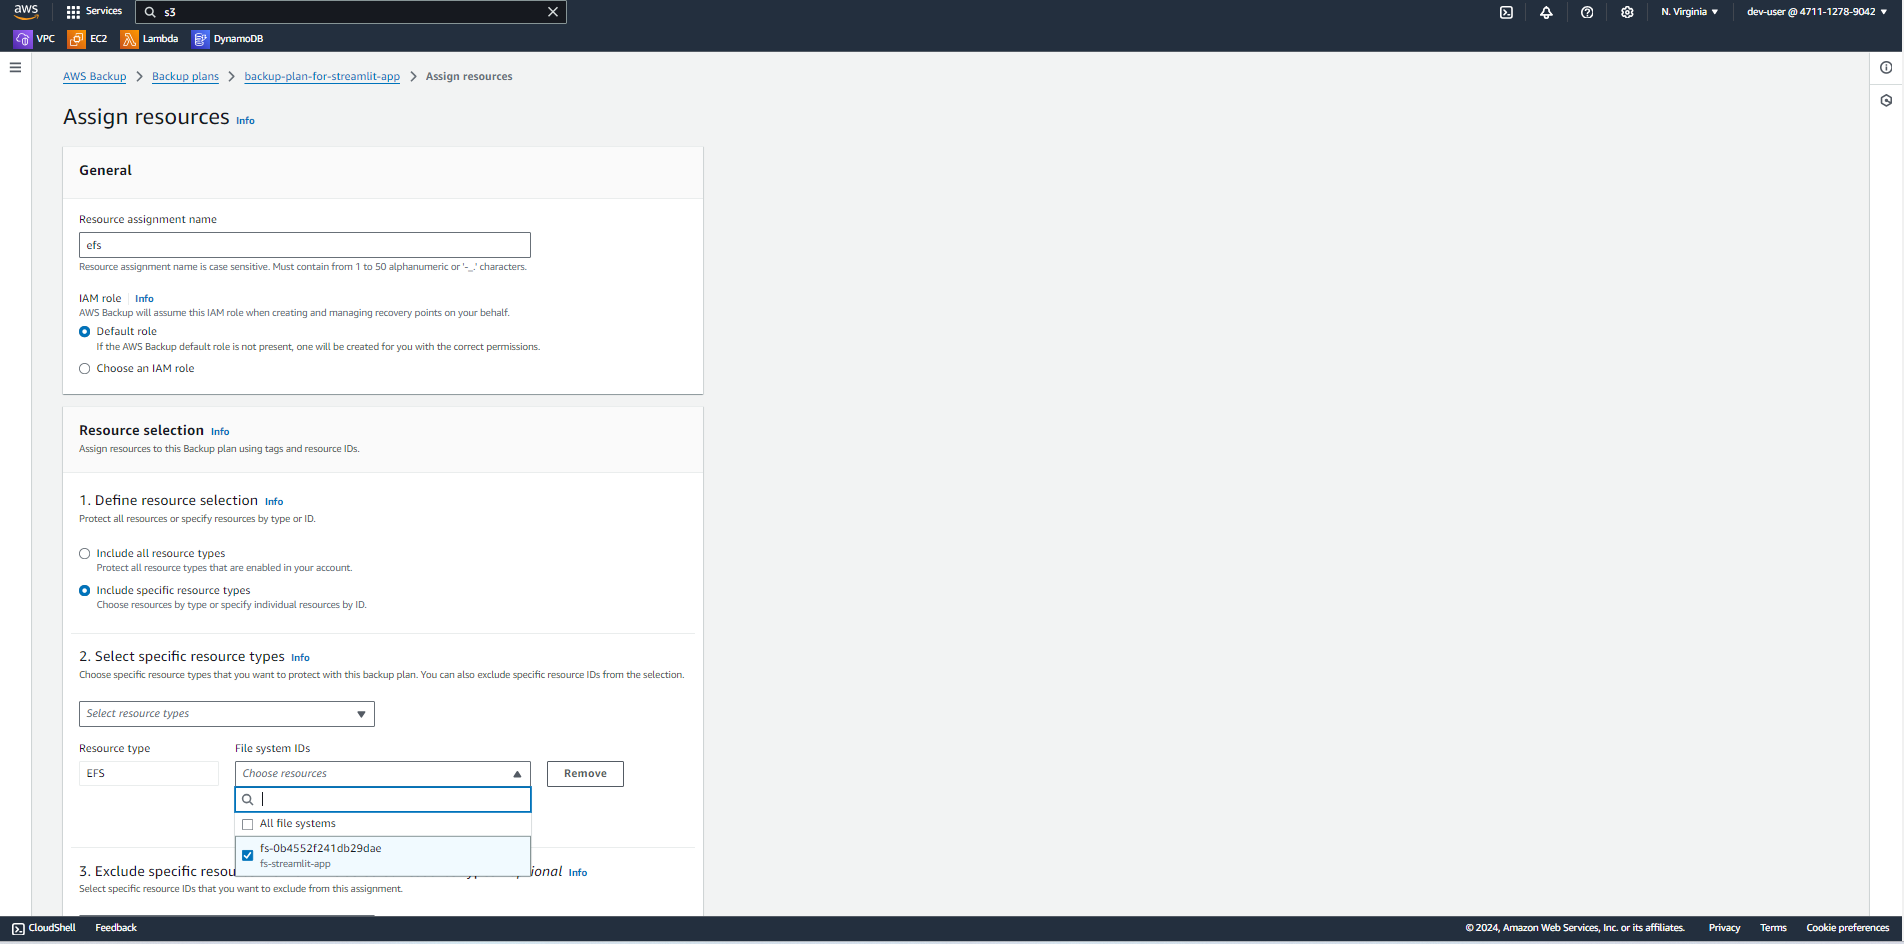 aws
Services
s3
N. Virginia
dev-user @ 4711-1278-9042
VPC
EC2
Lambda
DynamoDB
AWS Backup > Backup plans > backup-plan-for-streamlit-app > Assign resources
Assign resources Info
General
Resource assignment name
efs
Resource assignment name is case sensitive. Must contain from 1 to 50 alphanumeric or '-_.' characters.
IAM role Info
AWS Backup will assume this IAM role when creating and managing recovery points on your behalf.
Default role
If the AWS Backup default role is not present, one will be created for you with the correct permissions.
Choose an IAM role
Resource selection Info
Assign resources to this Backup plan using tags and resource IDs.
1. Define resource selection Info
Protect all resources or specify resources by type or ID.
Include all resource types
Protect all resource types that are enabled in your account.
Include specific resource types
Choose resources by type or specify individual resources by ID.
2. Select specific resource types Info
Choose specific resource types that you want to protect with this backup plan. You can also exclude specific resource IDs from the selection.
Select resource types
Resource type
File system IDs
EFS
Choose resources
Remove
All file systems
fs-0b4552f241db29dae
fs-streamlit-app
3. Exclude specific resou
ional Info
Select specific resource IDs that you want to exclude from this assignment.
CloudShell
Feedback
© 2024, Amazon Web Services, Inc. or its affiliates.
Privacy
Terms
Cookie preferences